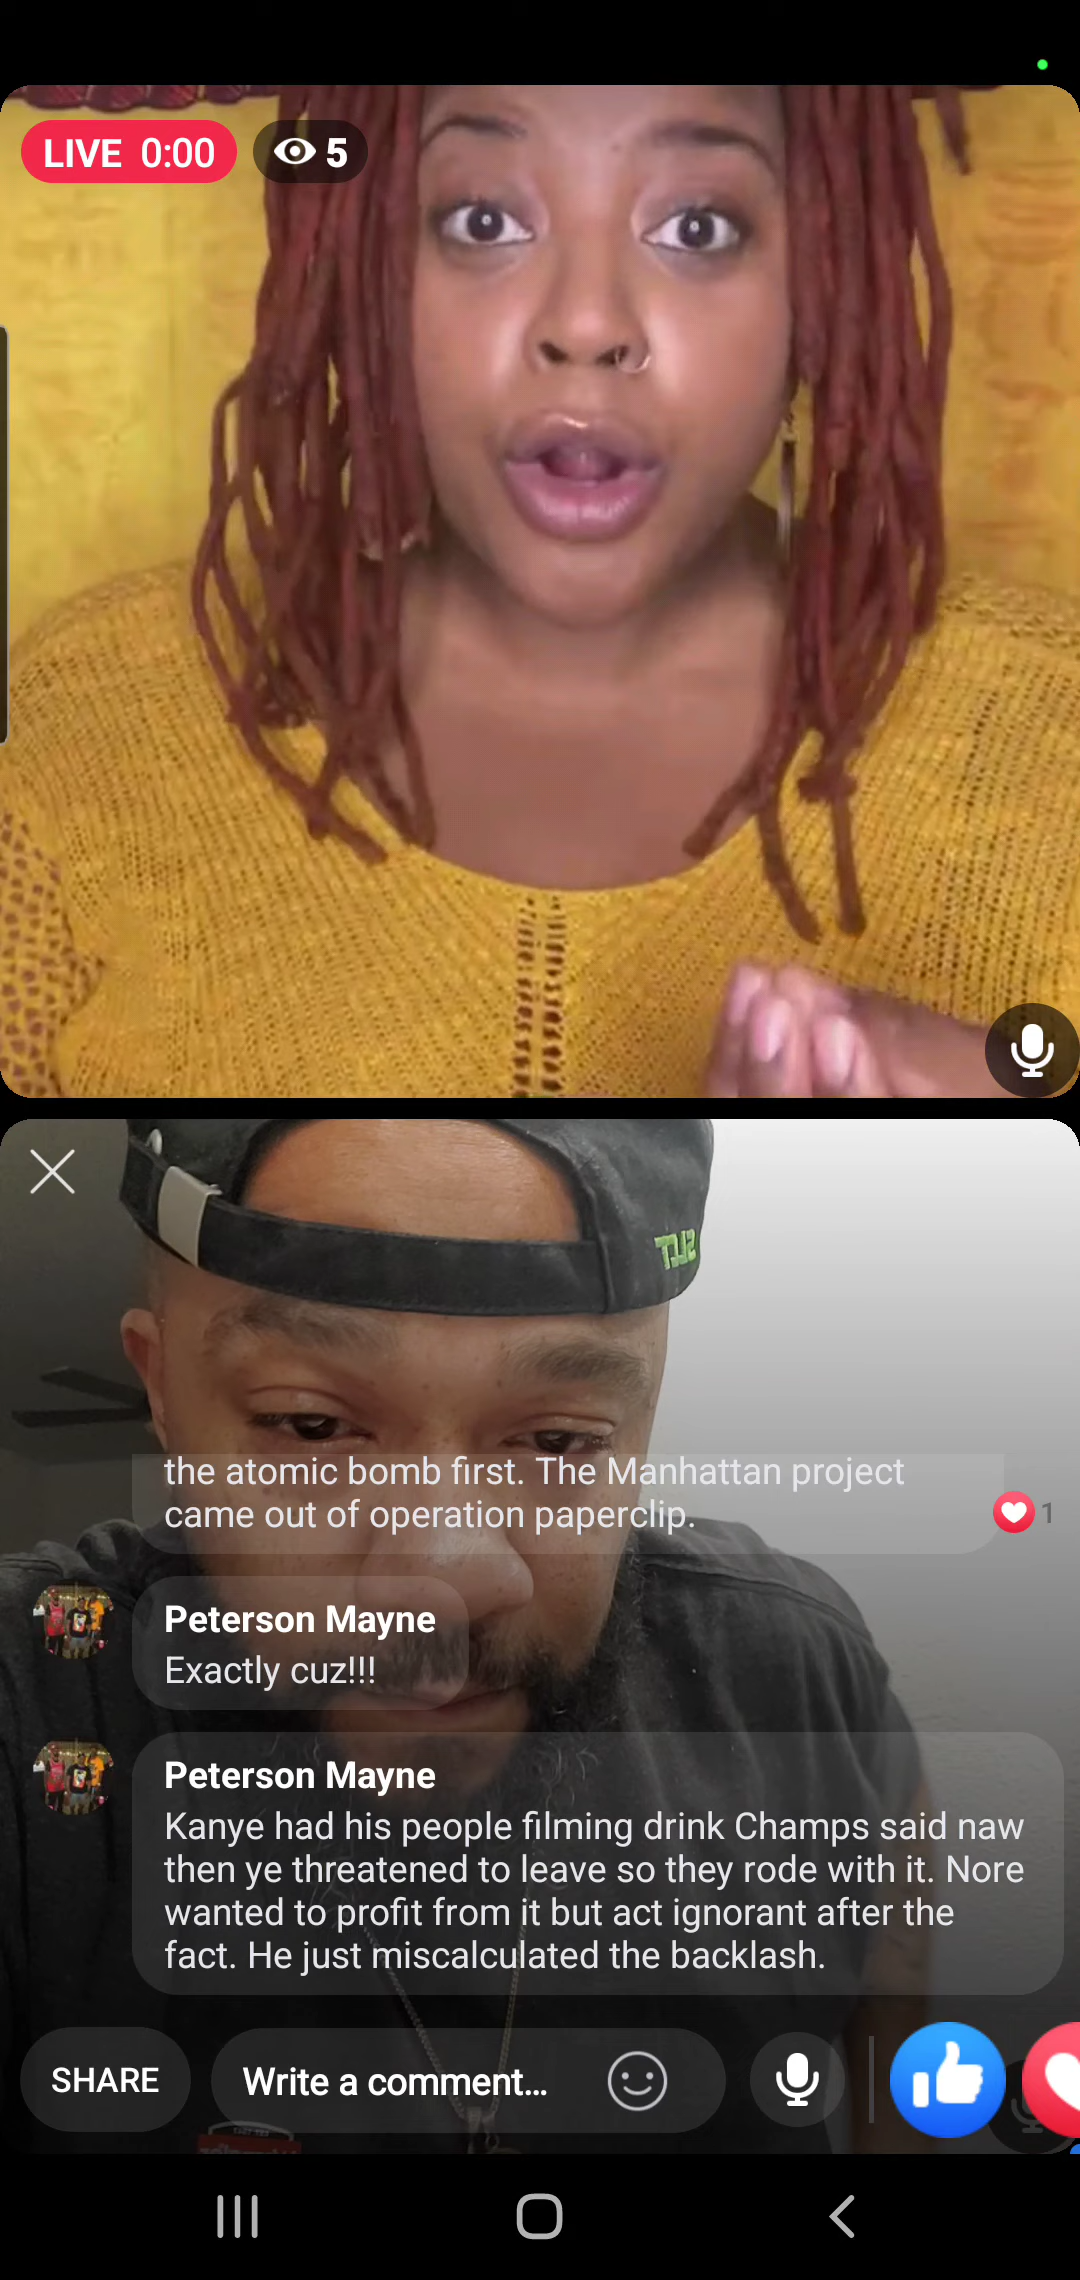 LIVE 0:00 5
the atomic bomb first. The Manhattan project
came out of operation paperclip.
1
Peterson Mayne
Exactly cuz!!!
Peterson Mayne
Kanye had his people filming drink Champs said naw
then ye threatened to leave so they rode with it. Nore
wanted to profit from it but act ignorant after the
fact. He just miscalculated the backlash.
SHARE
Write a comment...